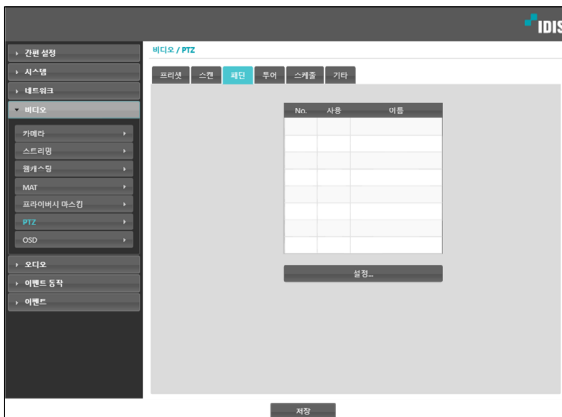 IDIS
간편 설정
시스템
네트워크
비디오
카메라
스트리밍
웹캐스팅
MAT
프라이버시 마스킹
PTZ
OSD
오디오
이벤트 동작
이벤트
비디오 / PTZ
프리셋 스캔 패턴 투어 스케줄 기타
No. 사용 이름
설정...
저장